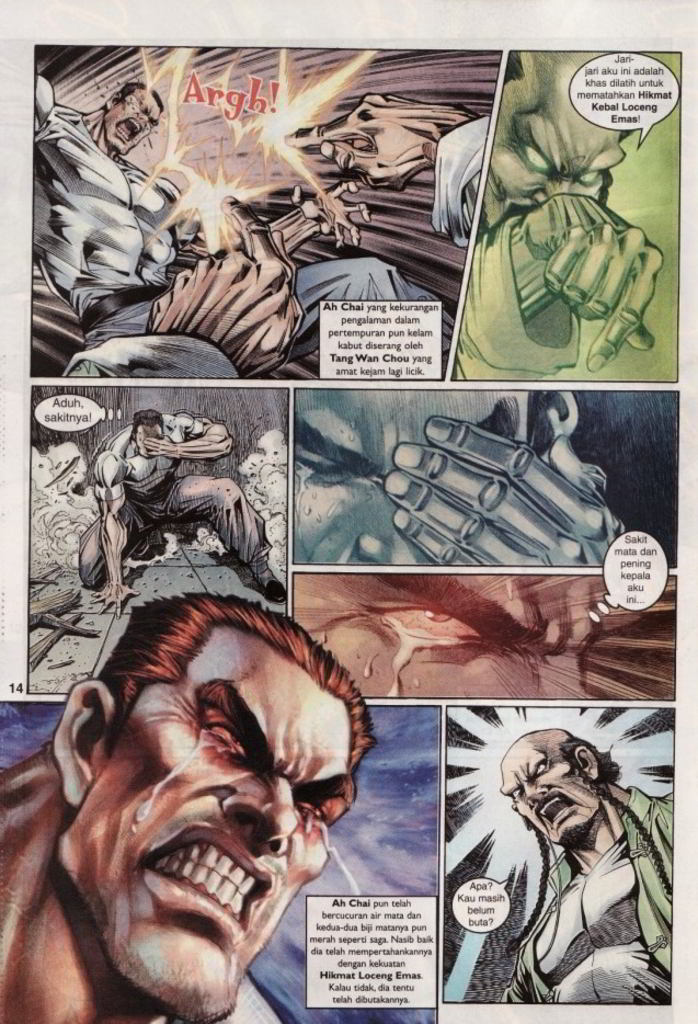 Argh!
Jari-
jari aku ini adalah
khas dilatih untuk
mematahkan Hikmat
Kebal Loceng
Emas!
Ah Chai yang kekurangan
pengalaman dalam
pertempuran pun kelam
kabut diserang oleh
Tang Wan Chou yang
amat kejam lagi licik.
Aduh,
sakitnya!
Sakit
mata dan
pening
kepala
aku
ini...
14
Ah Chai pun telah
bercucuran air mata dan
kedua-dua biji matanya pun
merah seperti saga. Nasib baik
dia telah mempertahankannya
dengan kekuatan
Hikmat Loceng Emas.
Kalau tidak, dia tentu
telah dibutakannya.
Apa?
Kau masih
belum
buta?